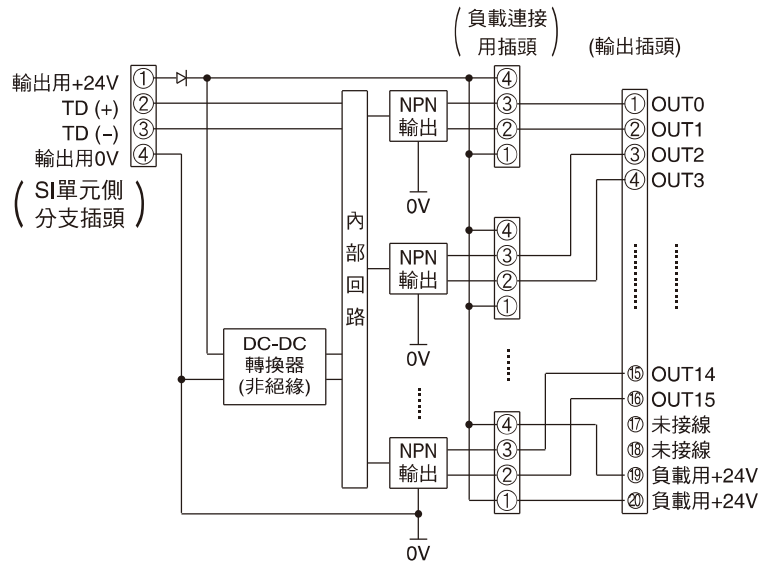 (負載連接
用插頭)
(輸出插頭)
輸出用+24V ①
TD (+) ②
TD (−) ③
輸出用0V ④
(SI單元側
分支插頭)
內部回路
DC-DC
轉換器
(非絕緣)
NPN
輸出
0V
NPN
輸出
0V
NPN
輸出
0V
④
③
②
①
④
③
②
①
④
③
②
①
① OUT0
② OUT1
③ OUT2
④ OUT3
⑮ OUT14
⑯ OUT15
⑰ 未接線
⑱ 未接線
⑲ 負載用+24V
⑳ 負載用+24V